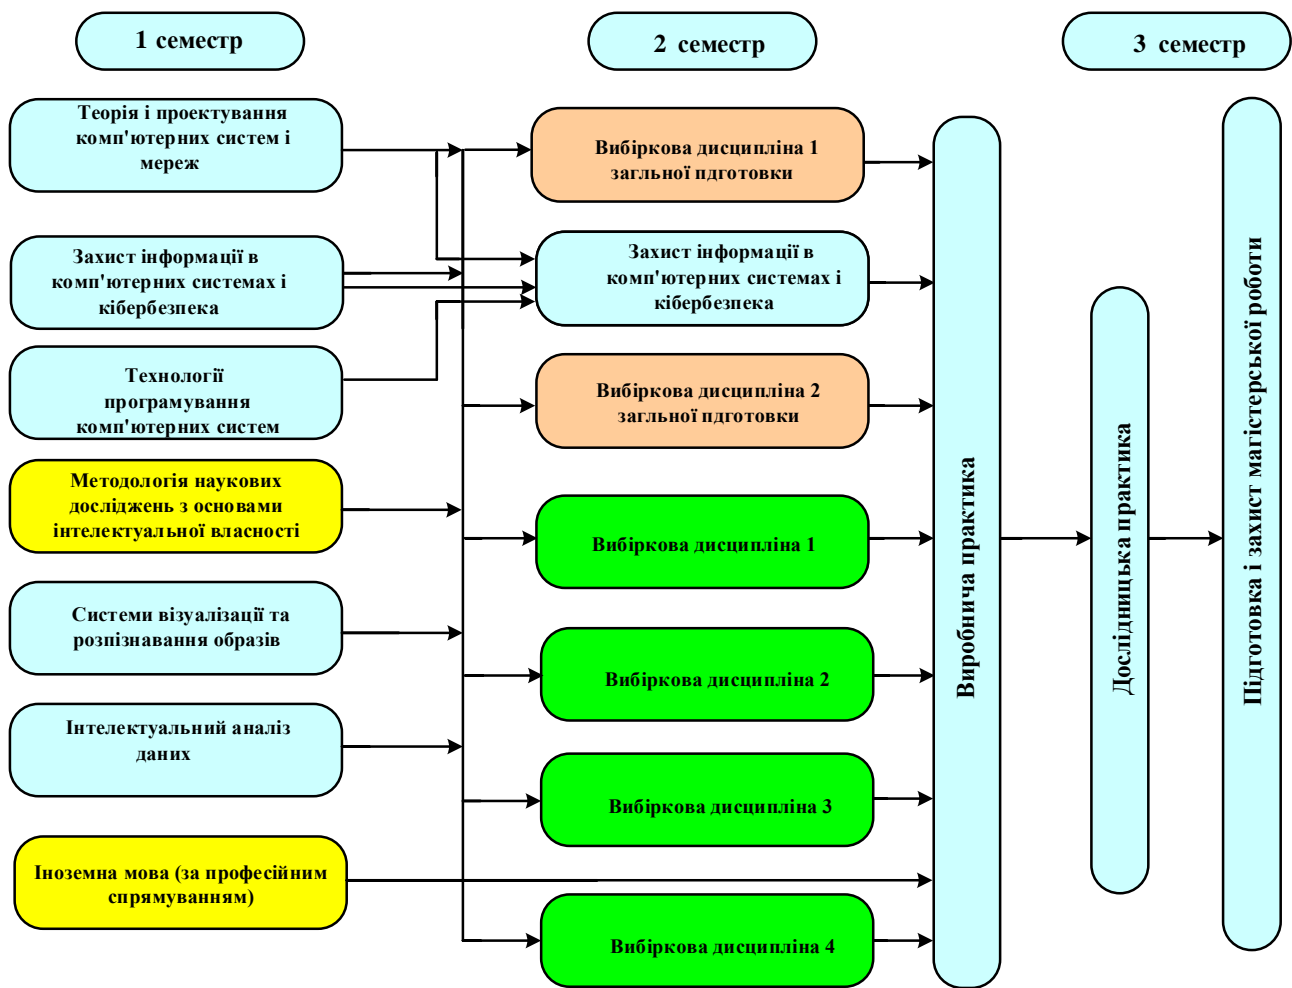 1 семестр
2 семестр
3 семестр
Теорія і проектування
комп'ютерних систем і
мереж
Захист інформації в
комп'ютерних системах і
кібербезпека
Технології
програмування
комп'ютерних систем
Методологія наукових
досліджень з основами
інтелектуальної власності
Системи візуалізації та
розпізнавання образів
Інтелектуальний аналіз
даних
Іноземна мова (за професійним
спрямуванням)
Вибіркова дисципліна 1
загльної пдготовки
Захист інформації в
комп'ютерних системах і
кібербезпека
Вибіркова дисципліна 2
загльної пдготовки
Вибіркова дисципліна 1
Вибіркова дисципліна 2
Вибіркова дисципліна 3
Вибіркова дисципліна 4
Виробнича практика
Дослідницька практика
Підготовка і захист магістерської роботи